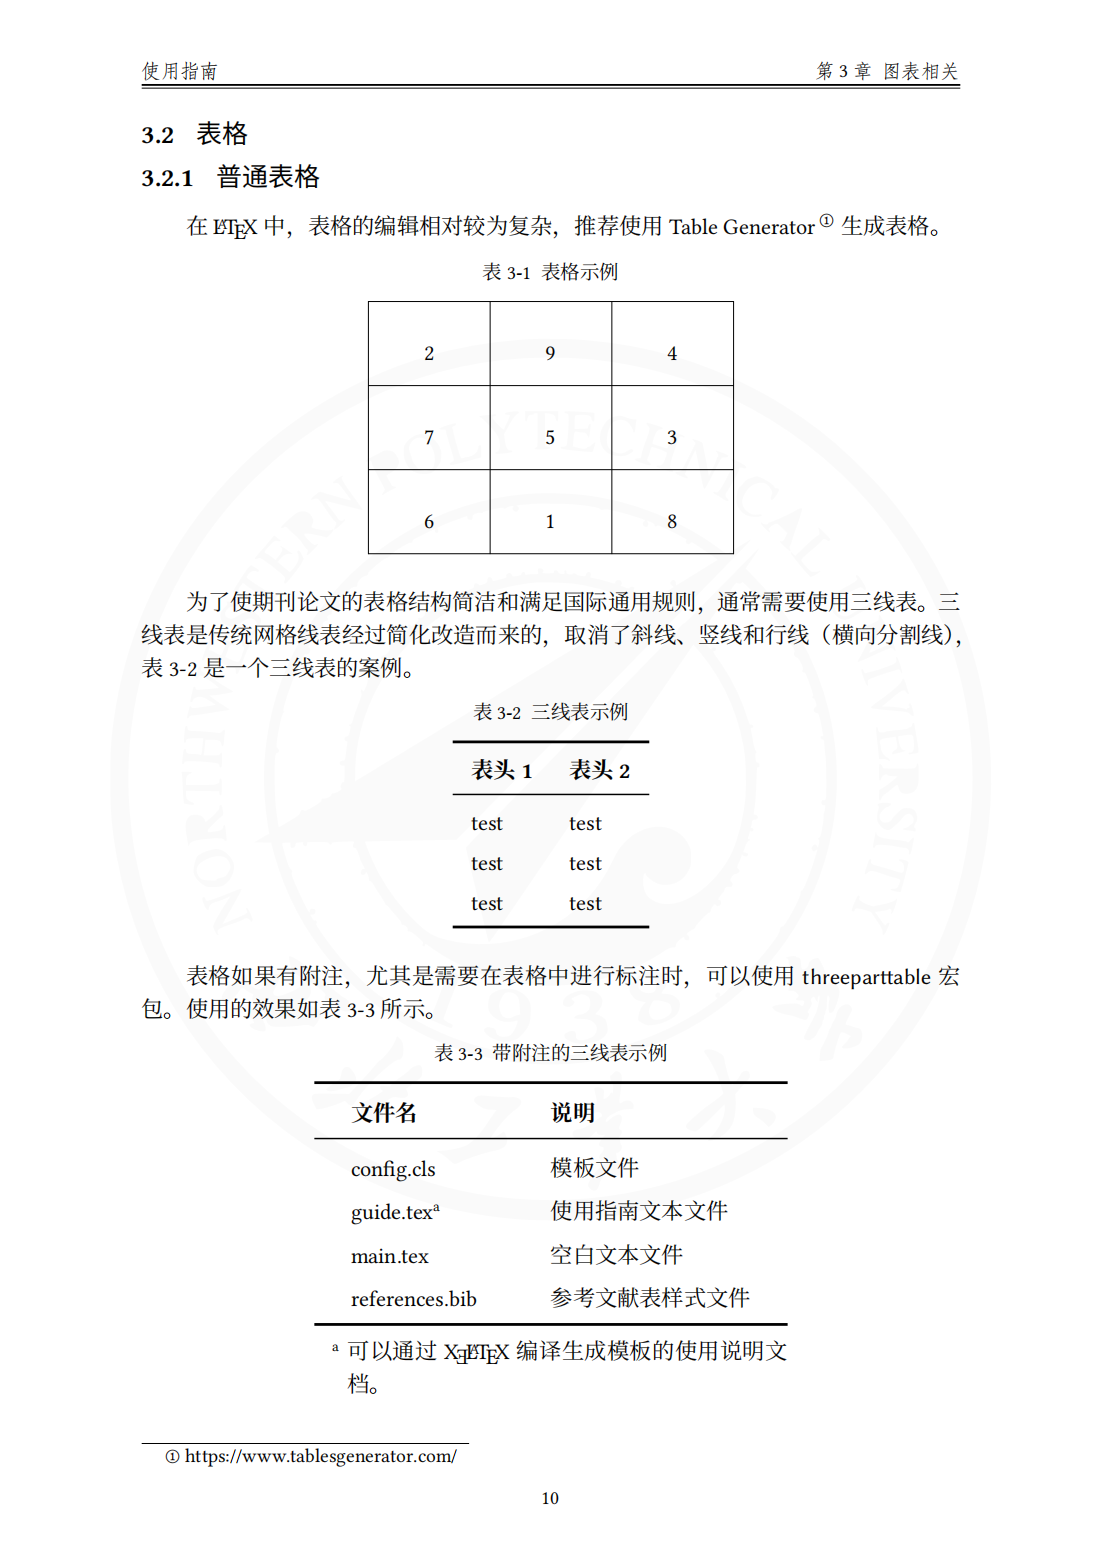 使用指南
第 3 章 图表相关
3.2 表格
3.2.1 普通表格
在 LATEX 中，表格的编辑相对较为复杂，推荐使用 Table Generator① 生成表格。
表 3-1 表格示例
2 9 4
7 5 3
6 1 8
为了使期刊论文的表格结构简洁和满足国际通用规则，通常需要使用三线表。三
线表是传统网格线表经过简化改造而来的，取消了斜线、竖线和行线（横向分割线），
表 3-2 是一个三线表的案例。
表 3-2 三线表示例
表头 1 表头 2
test test
test test
test test
表格如果有附注，尤其是需要在表格中进行标注时，可以使用 threeparttable 宏
包。使用的效果如表 3-3 所示。
表 3-3 带附注的三线表示例
文件名 说明
config.cls 模板文件
guide.texa 使用指南文本文件
main.tex 空白文本文件
references.bib 参考文献表样式文件
a 可以通过 XELATEX 编译生成模板的使用说明文
档。
① https://www.tablesgenerator.com/
10
NORTHWESTERN POLYTECHNICAL UNIVERSITY
1938
西北工业大学